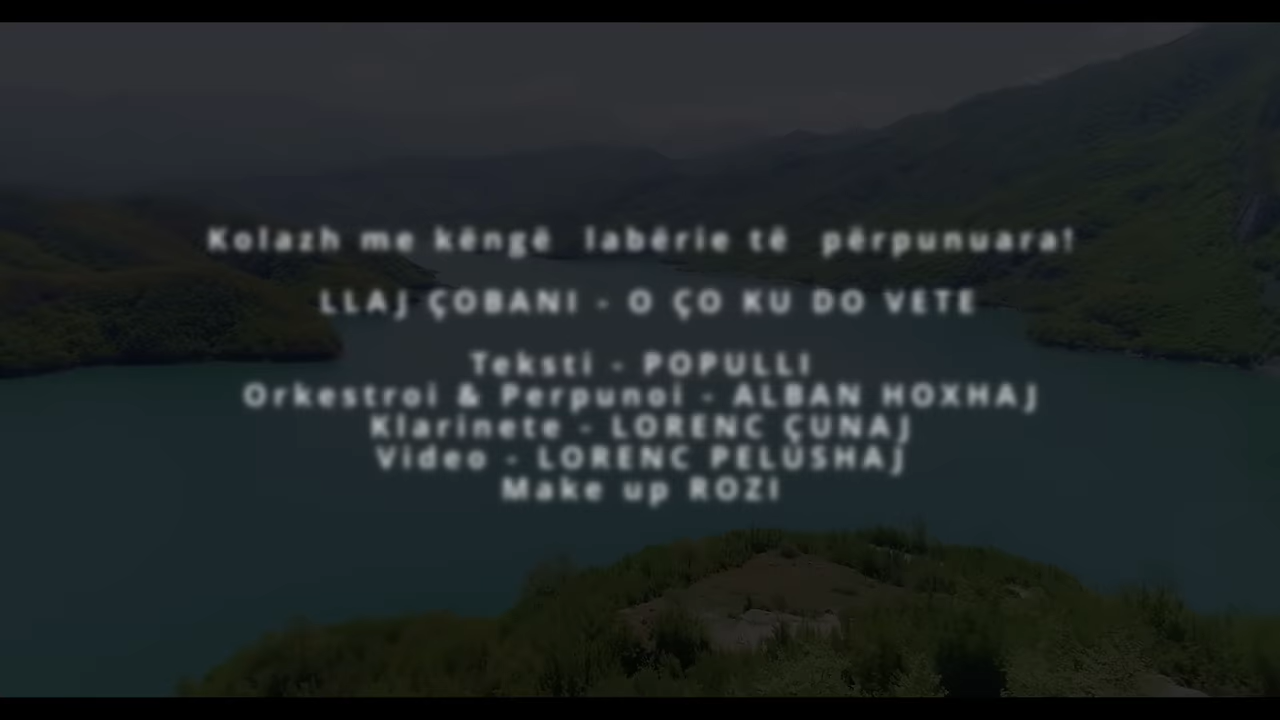 Kolazh me këngë labërie të përpunuara!
LLAJ ÇOBANI - O ÇO KU DO VETE
Teksti - POPULLI
Orkestroi & Perpunoi - ALBAN HOXHAJ
Klarinete - LORENC ÇUNAJ
Video - LORENC PELUSHAJ
Make up ROZI